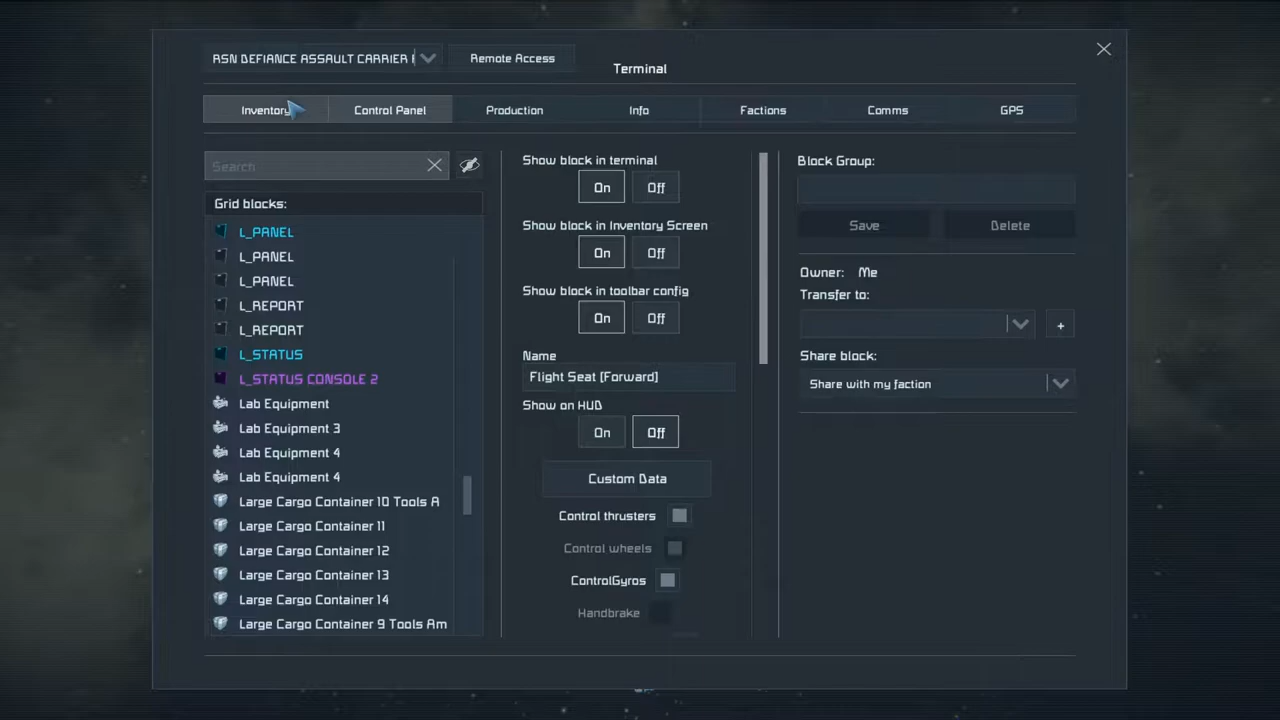 RSN DEFIANCE ASSAULT CARRIER
Remote Access
Terminal
Inventory
Control Panel
Production
Info
Factions
Comms
GPS
Search
Grid blocks:
L_PANEL
L_PANEL
L_PANEL
L_REPORT
L_REPORT
L_STATUS
L_STATUS CONSOLE 2
Lab Equipment
Lab Equipment 3
Lab Equipment 4
Lab Equipment 4
Large Cargo Container 10 Tools A
Large Cargo Container 11
Large Cargo Container 12
Large Cargo Container 13
Large Cargo Container 14
Large Cargo Container 9 Tools Am
Show block in terminal
On Off
Show block in Inventory Screen
On Off
Show block in toolbar config
On Off
Name
Flight Seat [Forward]
Show on HUD
On Off
Custom Data
Control thrusters
Control wheels
ControlGyros
Handbrake
Block Group:
Save Delete
Owner: Me
Transfer to:
+
Share block:
Share with my faction